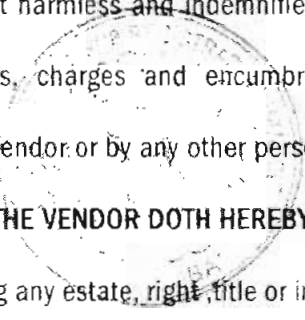 t harmless and indemnifie
s, charges and encumbr
endor or by any other perso
HE VENDOR DOTH HEREBY
g any estate, right ,title or in